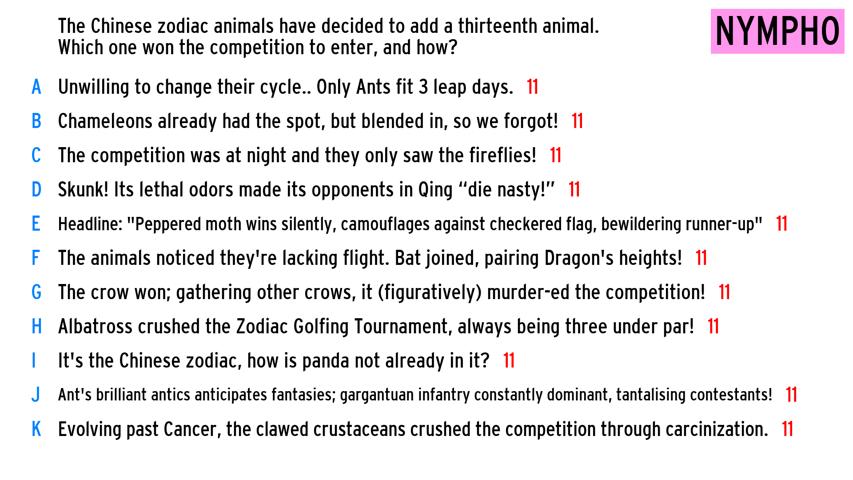 The Chinese zodiac animals have decided to add a thirteenth animal.
Which one won the competition to enter, and how?
NYMPHO
A Unwilling to change their cycle.. Only Ants fit 3 leap days. 11
B Chameleons already had the spot, but blended in, so we forgot! 11
C The competition was at night and they only saw the fireflies! 11
D Skunk! Its lethal odors made its opponents in Qing “die nasty!” 11
E Headline: "Peppered moth wins silently, camouflages against checkered flag, bewildering runner-up" 11
F The animals noticed they're lacking flight. Bat joined, pairing Dragon's heights! 11
G The crow won; gathering other crows, it (figuratively) murder-ed the competition! 11
H Albatross crushed the Zodiac Golfing Tournament, always being three under par! 11
I It's the Chinese zodiac, how is panda not already in it? 11
J Ant's brilliant antics anticipates fantasies; gargantuan infantry constantly dominant, tantalising contestants! 11
K Evolving past Cancer, the clawed crustaceans crushed the competition through carcinization. 11